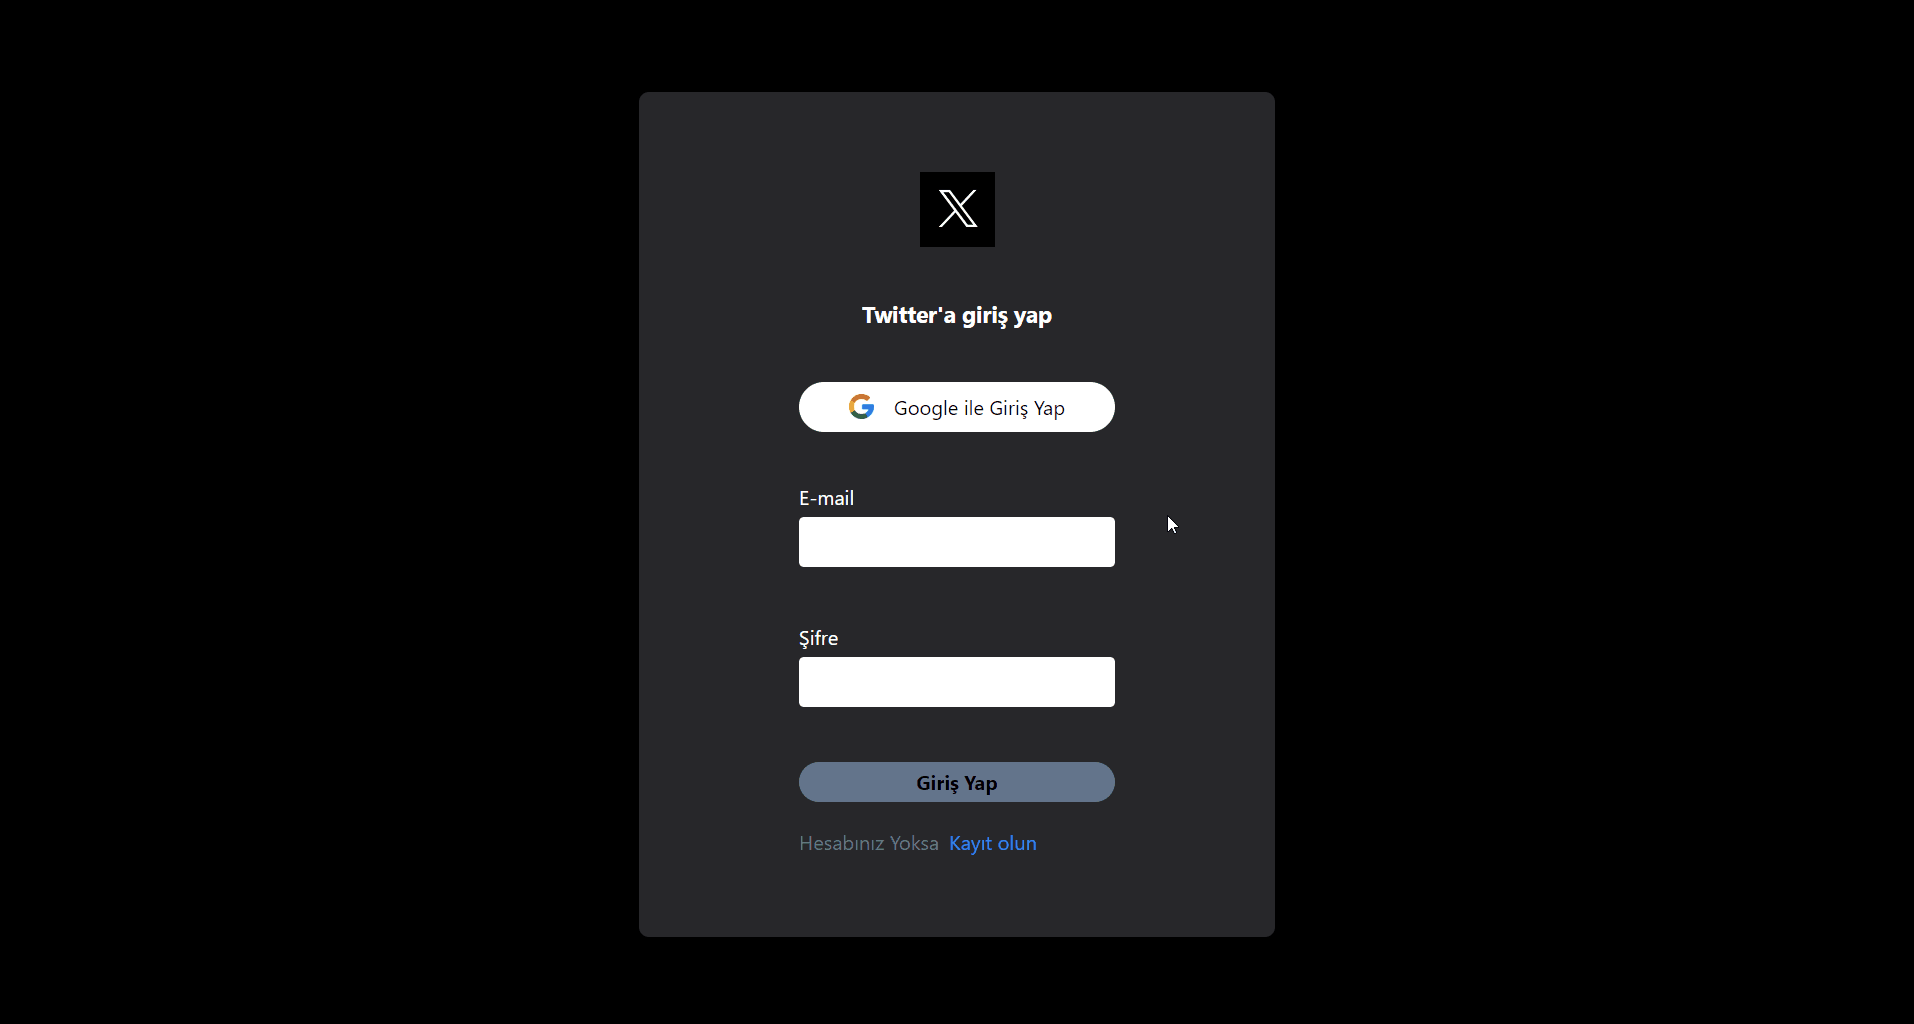 Twitter'a giriş yap
Google ile Giriş Yap
E-mail
Şifre
Giriş Yap
Hesabınız Yoksa Kayıt olun